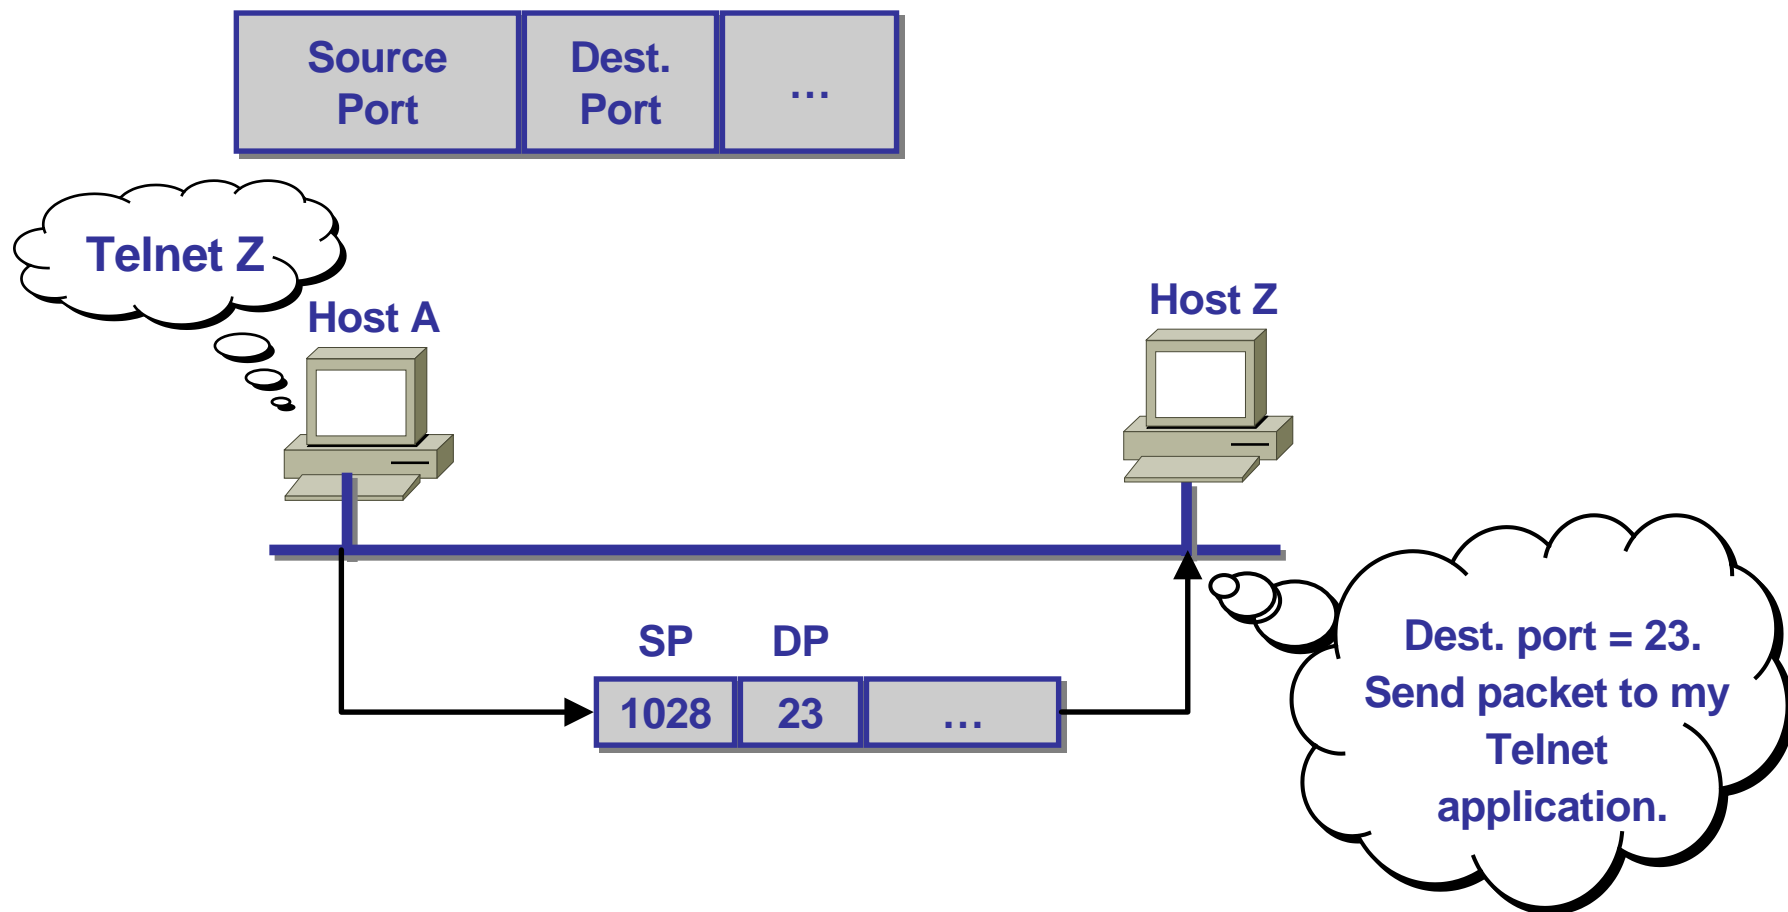 Source
Port
Dest.
Port
…
Telnet Z
Host A
Host Z
SP
DP
1028
23
…
Dest. port = 23.
Send packet to my
Telnet
application.